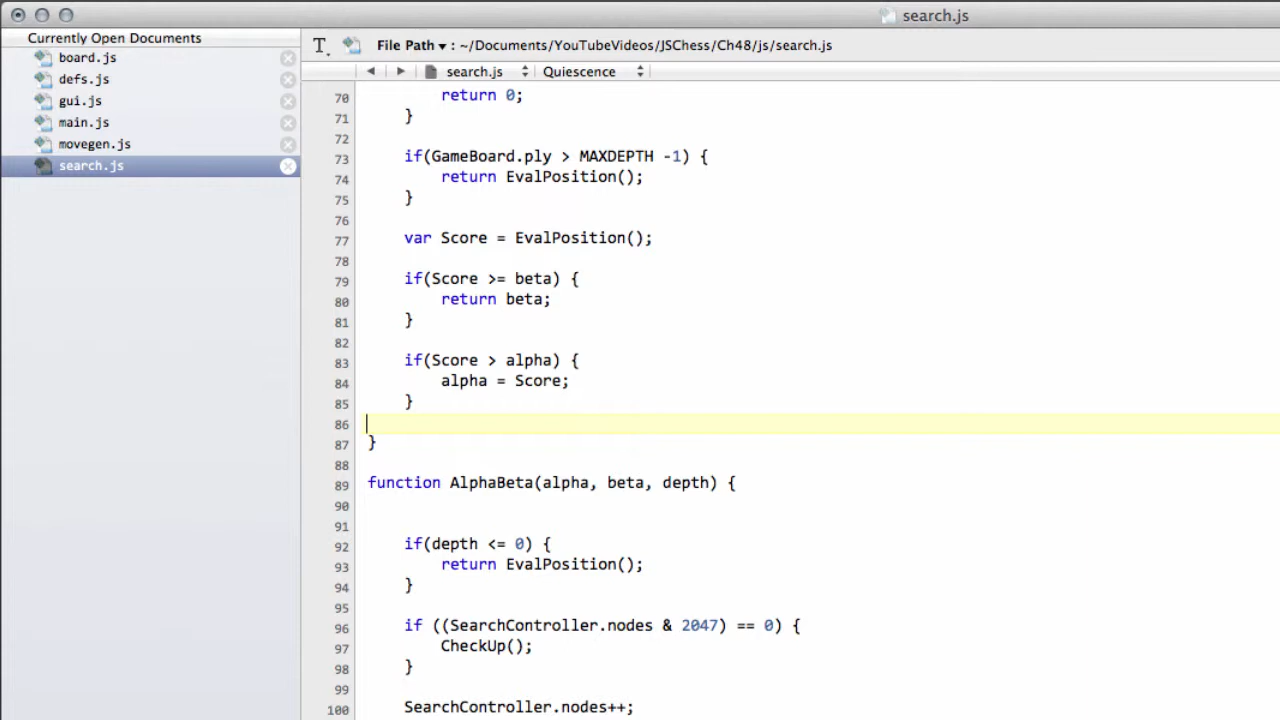 search.js
Currently Open Documents
board.js
defs.js
gui.js
main.js
movegen.js
search.js
T. File Path ▾ : ~/Documents/YouTubeVideos/JSChess/Ch48/js/search.js
search.js Quiescence
70 return 0;
71 }
72
73 if(GameBoard.ply > MAXDEPTH -1) {
74 return EvalPosition();
75 }
76
77 var Score = EvalPosition();
78
79 if(Score >= beta) {
80 return beta;
81 }
82
83 if(Score > alpha) {
84 alpha = Score;
85 }
86
87 }
88
89 function AlphaBeta(alpha, beta, depth) {
90
91
92 if(depth <= 0) {
93 return EvalPosition();
94 }
95
96 if ((SearchController.nodes & 2047) == 0) {
97 CheckUp();
98 }
99
100 SearchController.nodes++;